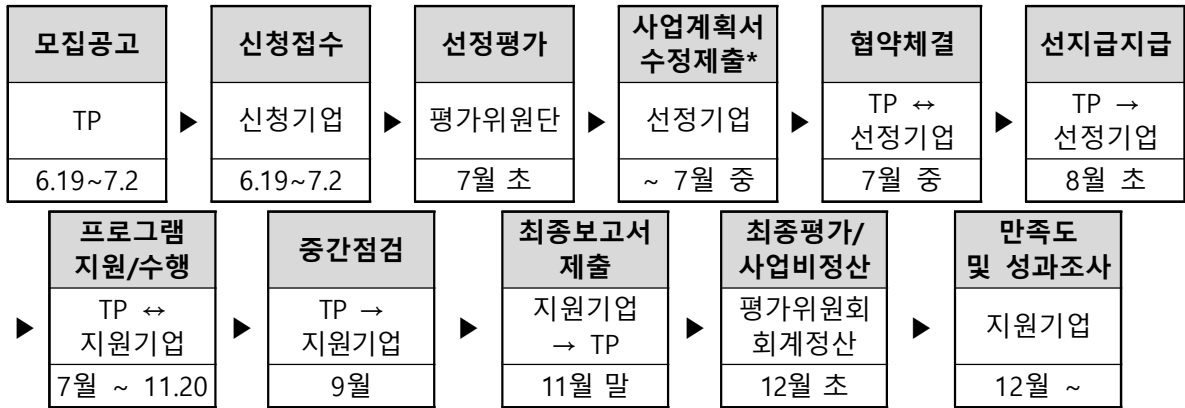 모집공고
TP
6.19~7.2
▶
신청접수
신청기업
6.19~7.2
▶
선정평가
평가위원단
7월 초
▶
사업계획서
수정제출*
선정기업
~ 7월 중
▶
협약체결
TP ↔
선정기업
7월 중
▶
선지급지급
TP →
선정기업
8월 초
▶
프로그램
지원/수행
TP ↔
지원기업
7월 ~ 11.20
▶
중간점검
TP →
지원기업
9월
▶
최종보고서
제출
지원기업
→ TP
11월 말
▶
최종평가/
사업비정산
평가위원회
회계정산
12월 초
▶
만족도
및 성과조사
지원기업
12월 ~